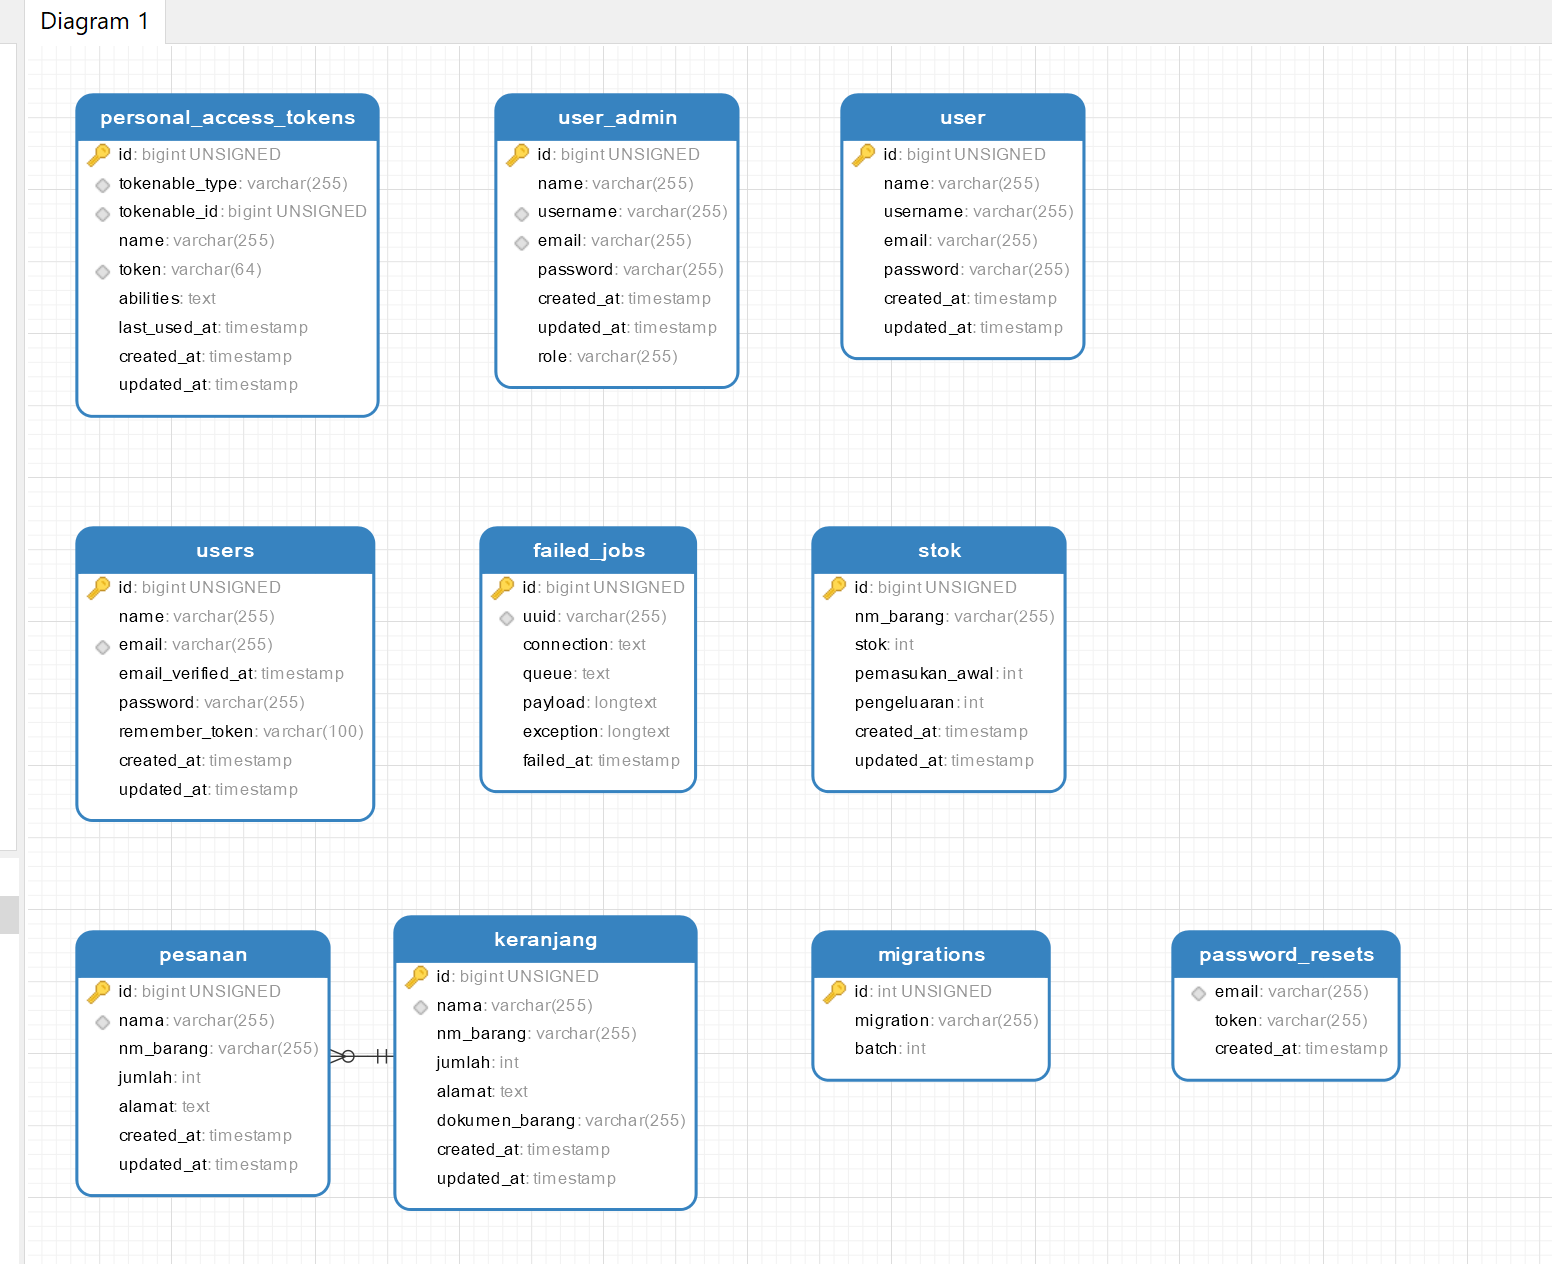 Diagram 1
personal_access_tokens
id: bigint UNSIGNED
tokenable_type: varchar(255)
tokenable_id: bigint UNSIGNED
name: varchar(255)
token: varchar(64)
abilities: text
last_used_at: timestamp
created_at: timestamp
updated_at: timestamp
user_admin
id: bigint UNSIGNED
name: varchar(255)
username: varchar(255)
email: varchar(255)
password: varchar(255)
created_at: timestamp
updated_at: timestamp
role: varchar(255)
user
id: bigint UNSIGNED
name: varchar(255)
username: varchar(255)
email: varchar(255)
password: varchar(255)
created_at: timestamp
updated_at: timestamp
users
id: bigint UNSIGNED
name: varchar(255)
email: varchar(255)
email_verified_at: timestamp
password: varchar(255)
remember_token: varchar(100)
created_at: timestamp
updated_at: timestamp
failed_jobs
id: bigint UNSIGNED
uuid: varchar(255)
connection: text
queue: text
payload: longtext
exception: longtext
failed_at: timestamp
stok
id: bigint UNSIGNED
nm_barang: varchar(255)
stok: int
pemasukan_awal: int
pengeluaran: int
created_at: timestamp
updated_at: timestamp
pesanan
id: bigint UNSIGNED
nama: varchar(255)
nm_barang: varchar(255)
jumlah: int
alamat: text
created_at: timestamp
updated_at: timestamp
keranjang
id: bigint UNSIGNED
nama: varchar(255)
nm_barang: varchar(255)
jumlah: int
alamat: text
dokumen_barang: varchar(255)
created_at: timestamp
updated_at: timestamp
migrations
id: int UNSIGNED
migration: varchar(255)
batch: int
password_resets
email: varchar(255)
token: varchar(255)
created_at: timestamp